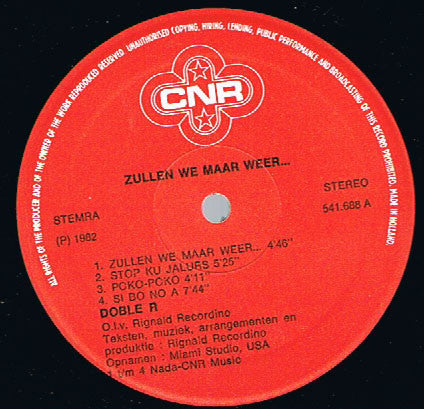 ALL RIGHTS OF THE PRODUCER AND OF THE OWNER OF THE WORK REPRODUCED RESERVED. UNAUTHORISED COPYING, HIRING, LENDING, PUBLIC PERFORMANCE AND BROADCASTING OF THIS RECORD PROHIBITED. MADE IN HOLLAND
CNR
ZULLEN WE MAAR WEER...
STEMRA
STEREO
(P) 1982
541.688 A
1. ZULLEN WE MAAR WEER... 4'46"
2. STOP KU JALURS 5'25"
3. POKO-POKO 4'11"
4. SI BO NO A 7'44"
DOBLE R
O.l.v. Rignald Recordino
Teksten, muziek, arrangementen en
produktie : Rignald Recordino
Opnamen : Miami Studio, USA
1 t/m 4 Nada-CNR Music